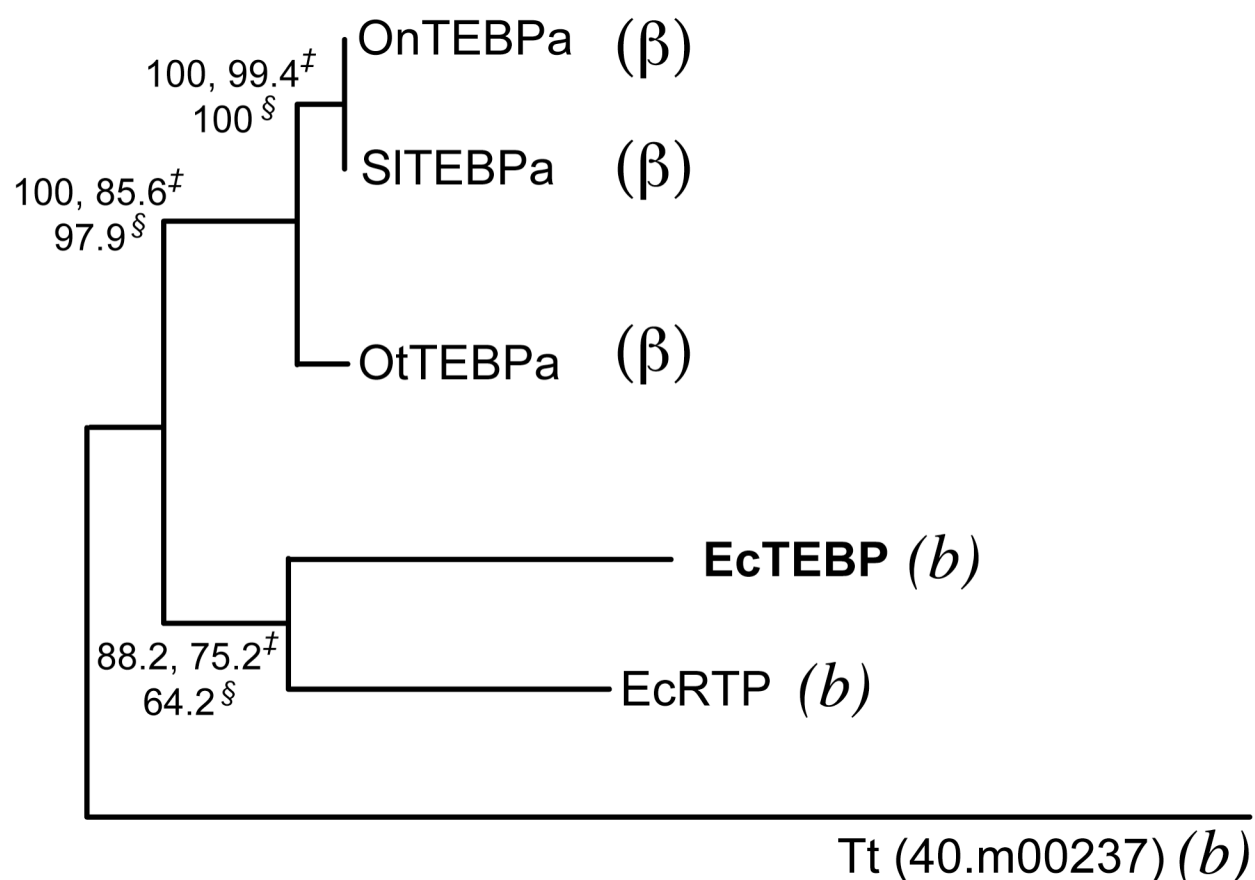 OnTEBPa (β)
100, 99.4‡
100§
SlTEBPa (β)
100, 85.6‡
97.9§
OtTEBPa (β)
EcTEBP (b)
88.2, 75.2‡
64.2§
EcRTP (b)
Tt (40.m00237) (b)